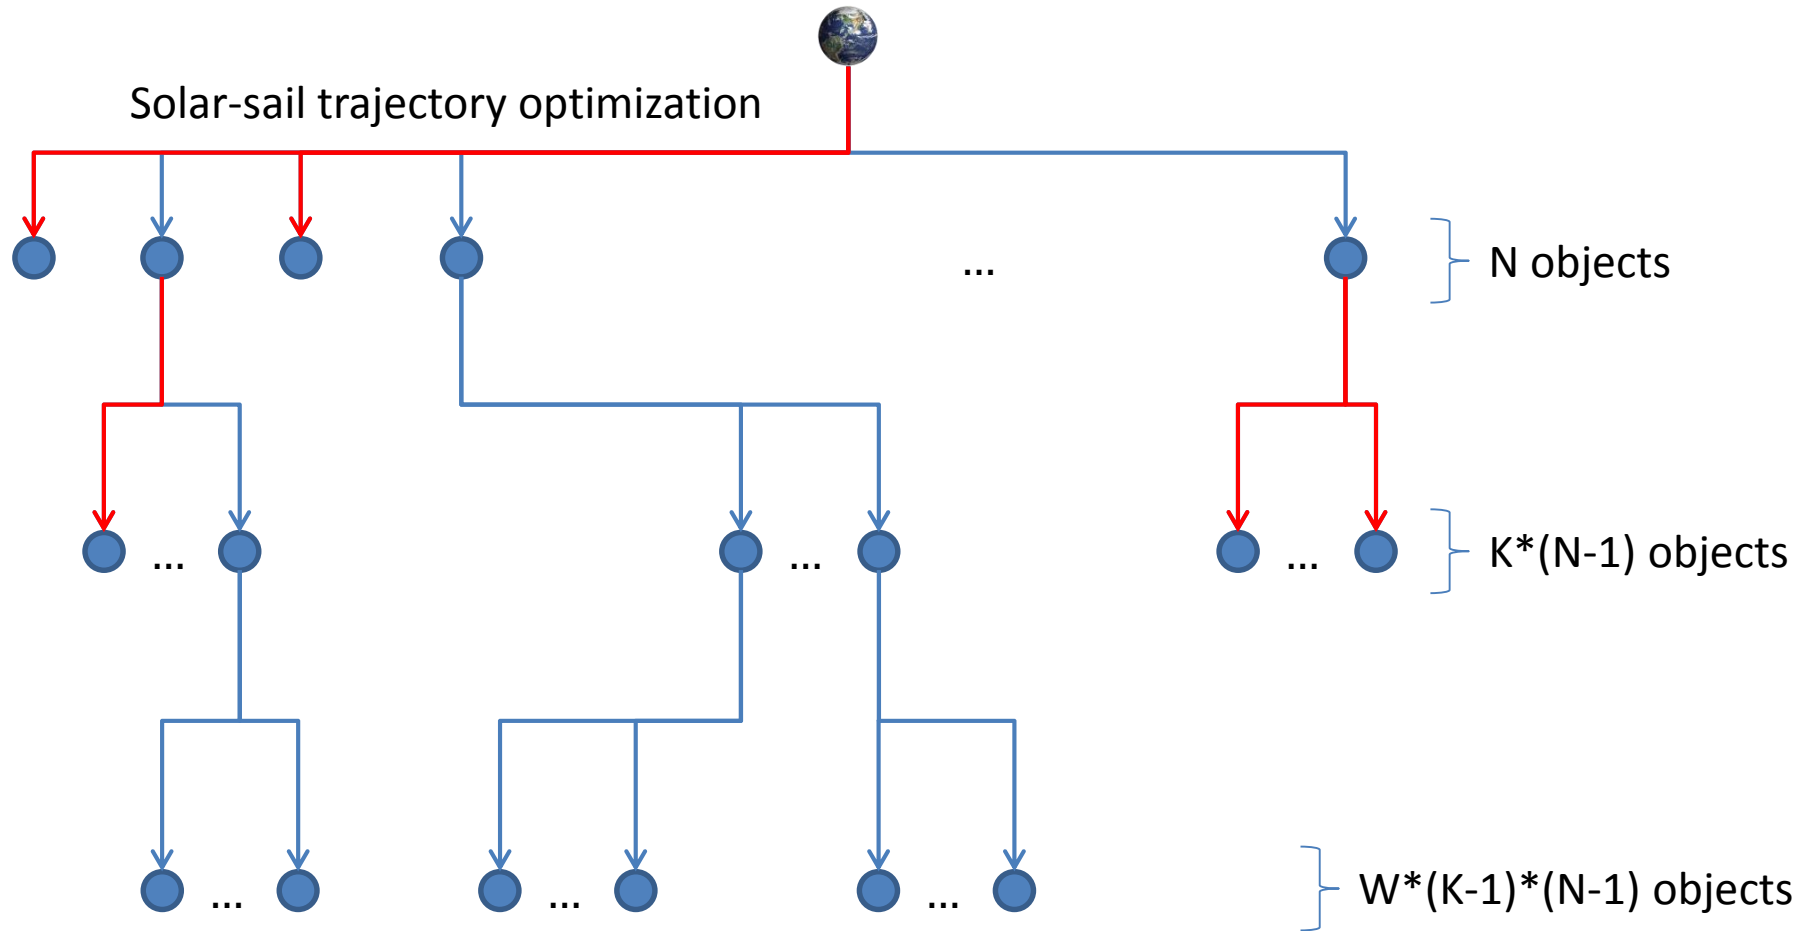 Solar-sail trajectory optimization
...
N objects
... ... ...
K*(N-1) objects
... ... ...
W*(K-1)*(N-1) objects